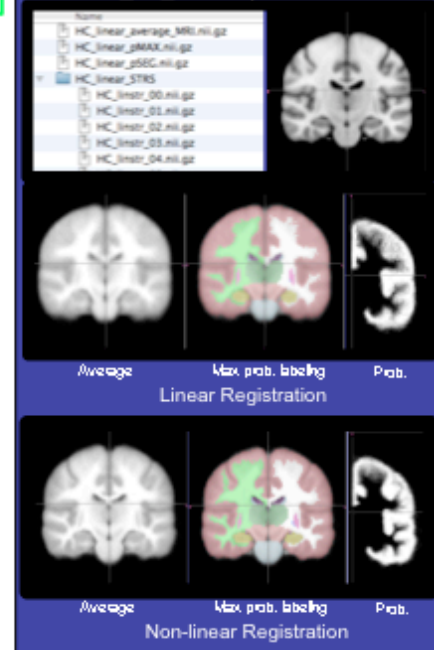 Name
HC_linear_average_MRI.nii.gz
HC_linear_pMAX.nii.gz
HC_linear_pSEG.nii.gz
HC_linear_STRS
HC_linstr_00.nii.gz
HC_linstr_01.nii.gz
HC_linstr_02.nii.gz
HC_linstr_03.nii.gz
HC_linstr_04.nii.gz
Average Max. prob. labeling Prob.
Linear Registration
Average Max. prob. labeling Prob.
Non-linear Registration